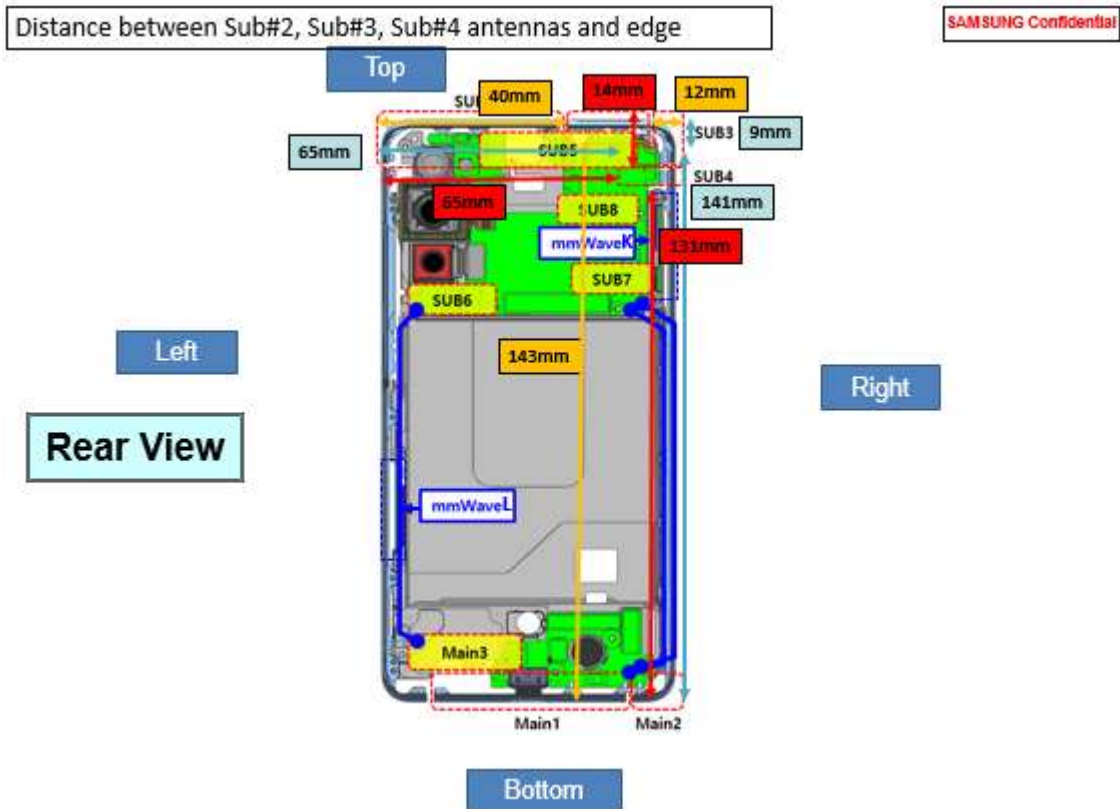 Distance between Sub#2, Sub#3, Sub#4 antennas and edge
SAMSUNG Confidential
Top
SU
40mm
14mm
12mm
SUB3
9mm
65mm
SUB5
SUB4
65mm
SUB8
141mm
mmWaveK
131mm
SUB7
SUB6
Left
143mm
Right
Rear View
mmWaveL
Main3
Main1
Main2
Bottom